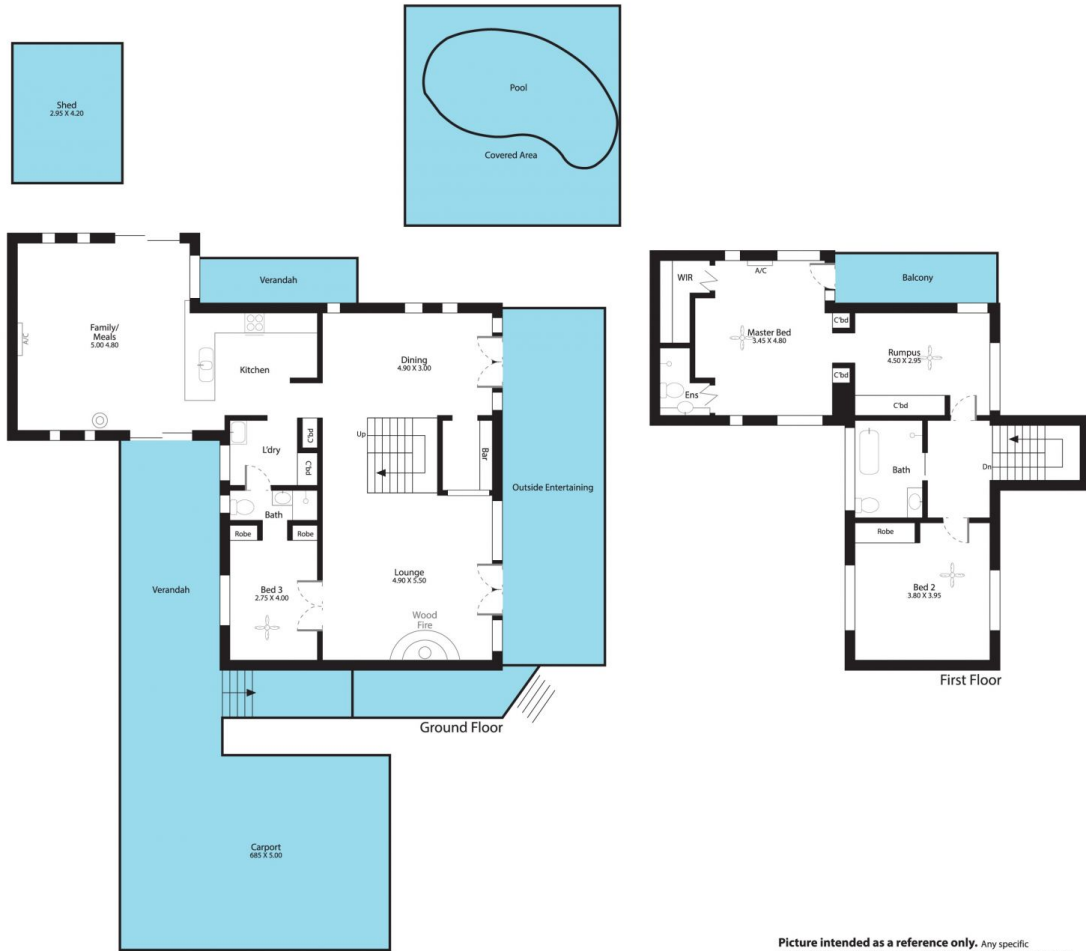 Shed
2.95 X 4.20
Pool
Covered Area
Verandah
Family/
Meals
5.00 4.80
A/C
Kitchen
Dining
4.90 X 3.00
Up
Bar
L'dry
C'bd
C'bd
Bath
Robe
Robe
Bed 3
2.75 X 4.00
Lounge
4.90 X 5.50
Wood
Fire
Outside Entertaining
Verandah
Ground Floor
Carport
685 X 5.00
WIR
A/C
Balcony
Master Bed
3.45 X 4.80
C'bd
Rumpus
4.50 X 2.95
C'bd
Ens
C'bd
Bath
Dn
Robe
Bed 2
3.80 X 3.95
First Floor
Picture intended as a reference only. Any specific